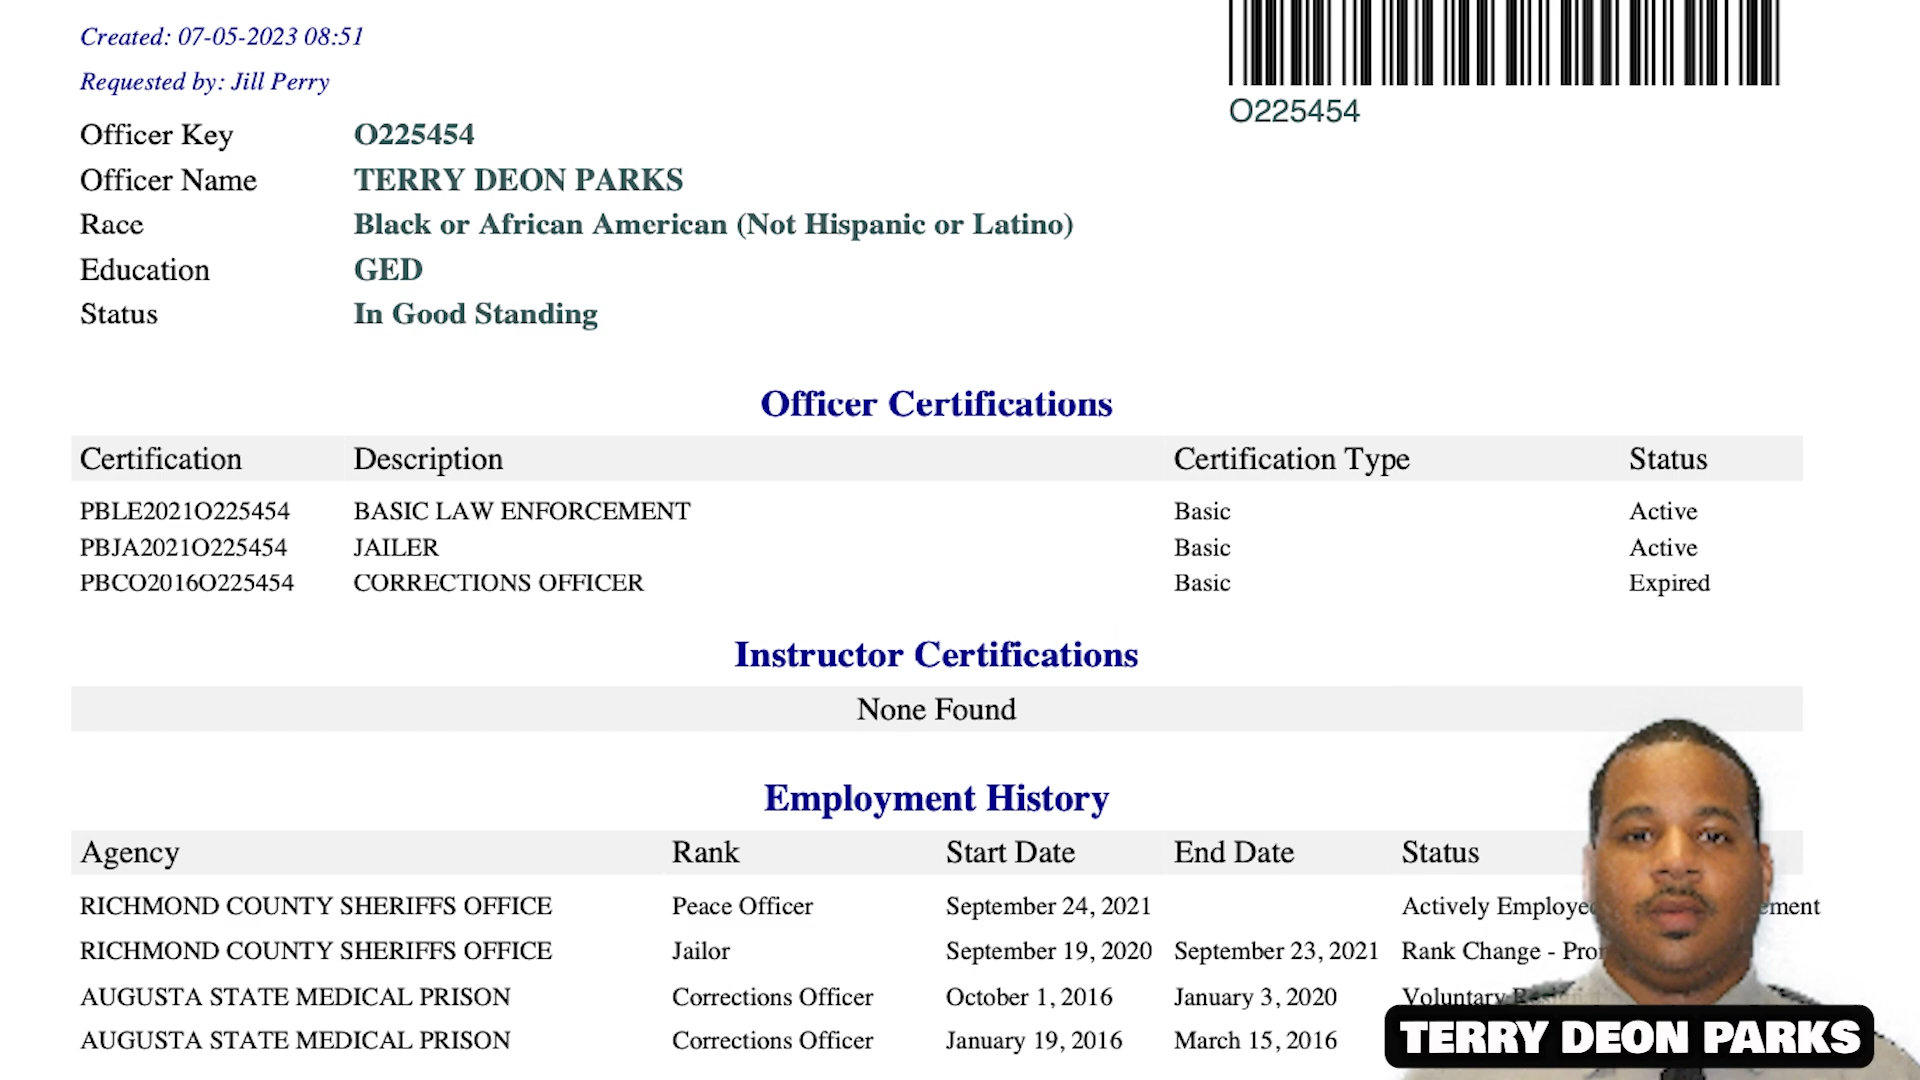 Created: 07-05-2023 08:51
Requested by: Jill Perry
O225454
Officer Key O225454
Officer Name TERRY DEON PARKS
Race Black or African American (Not Hispanic or Latino)
Education GED
Status In Good Standing
Officer Certifications
Certification Description Certification Type Status
PBLE2021O225454 BASIC LAW ENFORCEMENT Basic Active
PBJA2021O225454 JAILER Basic Active
PBCO2016O225454 CORRECTIONS OFFICER Basic Expired
Instructor Certifications
None Found
Employment History
Agency Rank Start Date End Date Status
RICHMOND COUNTY SHERIFFS OFFICE Peace Officer September 24, 2021 Actively
RICHMOND COUNTY SHERIFFS OFFICE Jailor September 19, 2020 September 23, 2021 Rank Change -
AUGUSTA STATE MEDICAL PRISON Corrections Officer October 1, 2016 January 3, 2020 Voluntary
AUGUSTA STATE MEDICAL PRISON Corrections Officer January 19, 2016 March 15, 2016
TERRY DEON PARKS